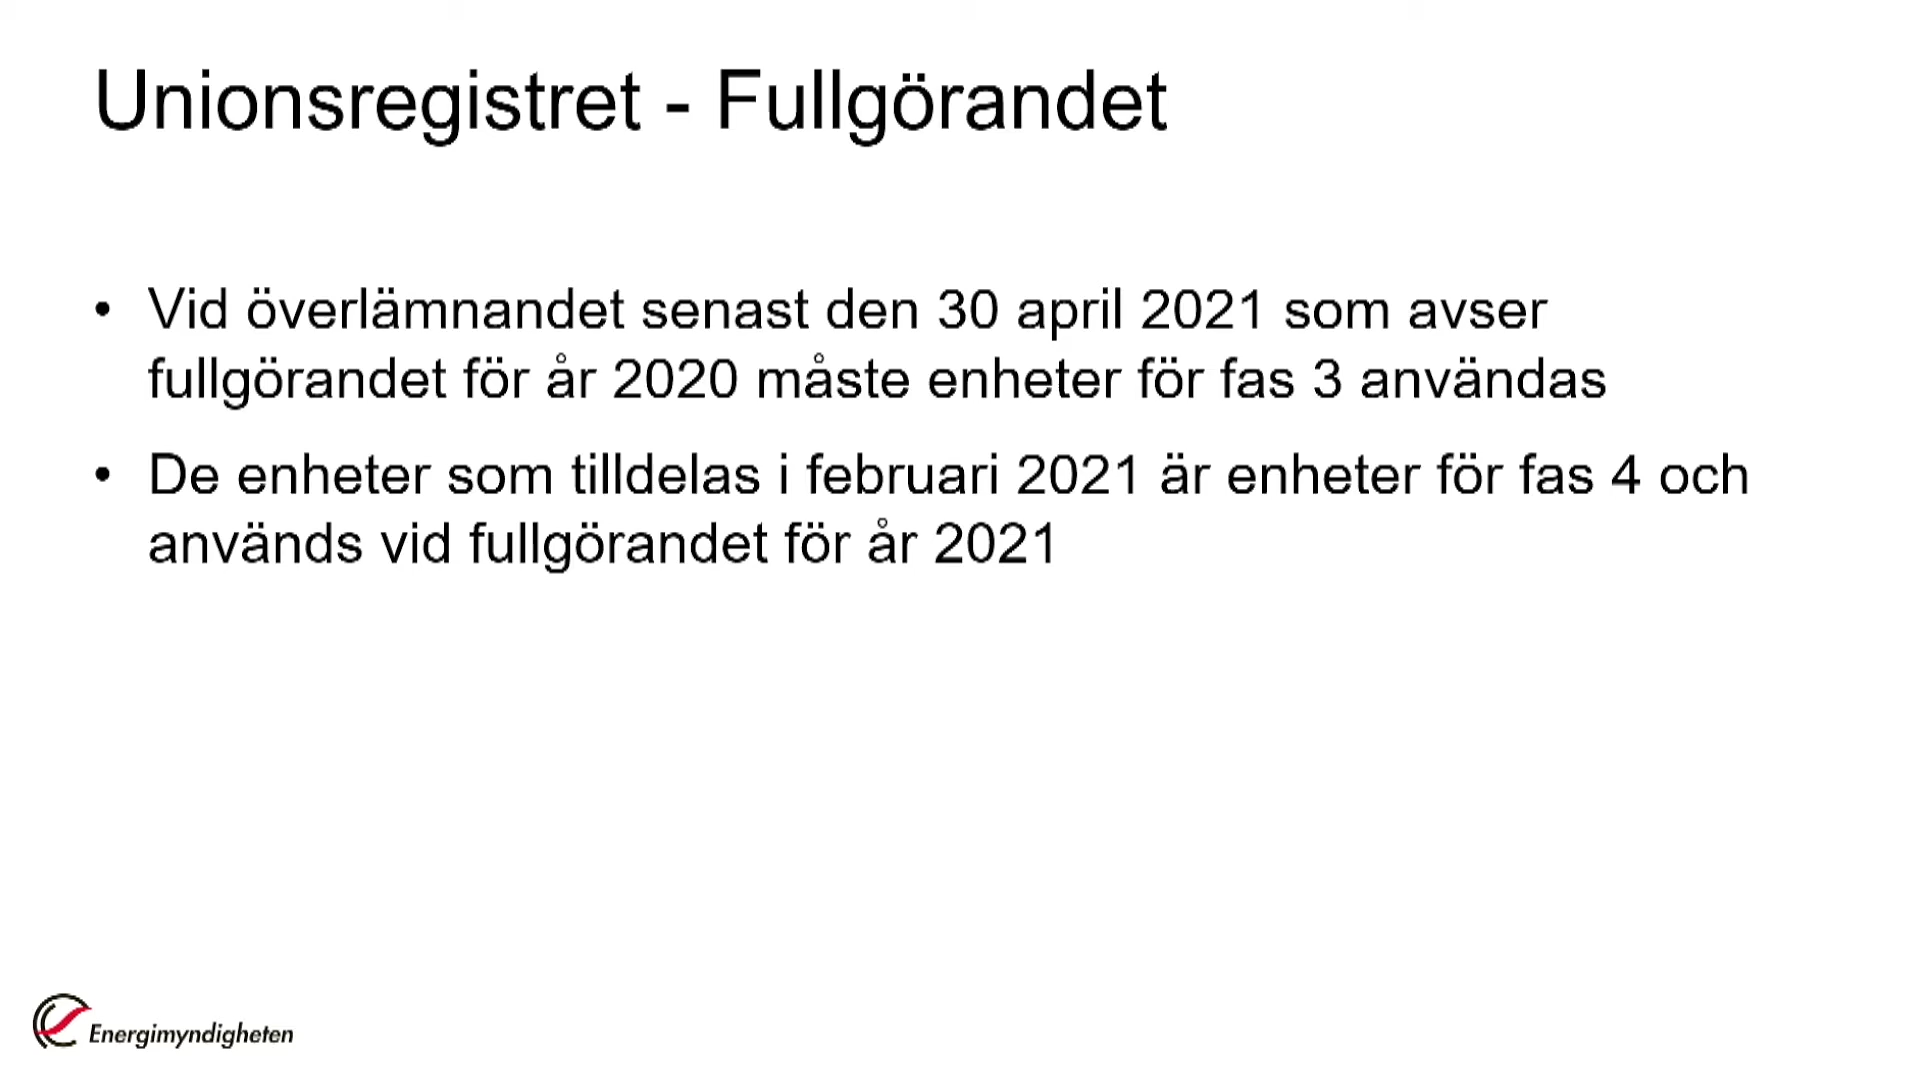 Unionsregistret - Fullgörandet
• Vid överlämnandet senast den 30 april 2021 som avser
fullgörandet för år 2020 måste enheter för fas 3 användas
• De enheter som tilldelas i februari 2021 är enheter för fas 4 och
används vid fullgörandet för år 2021
Energimyndigheten